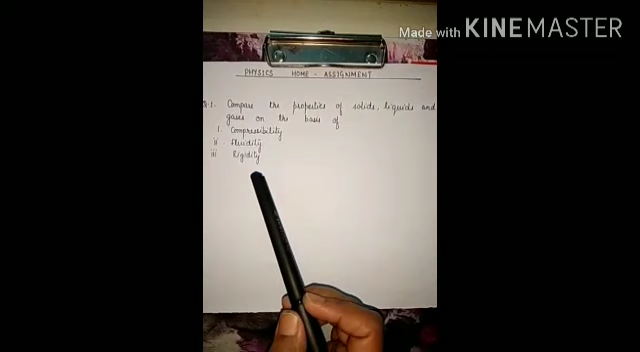 Made with KINEMASTER
PHYSICS HOME - ASSIGNMENT
Q.1. Compare the properties of solids, liquids and
gases on the basis of
i. Compressibility
ii. Fluidity
iii Rigidity